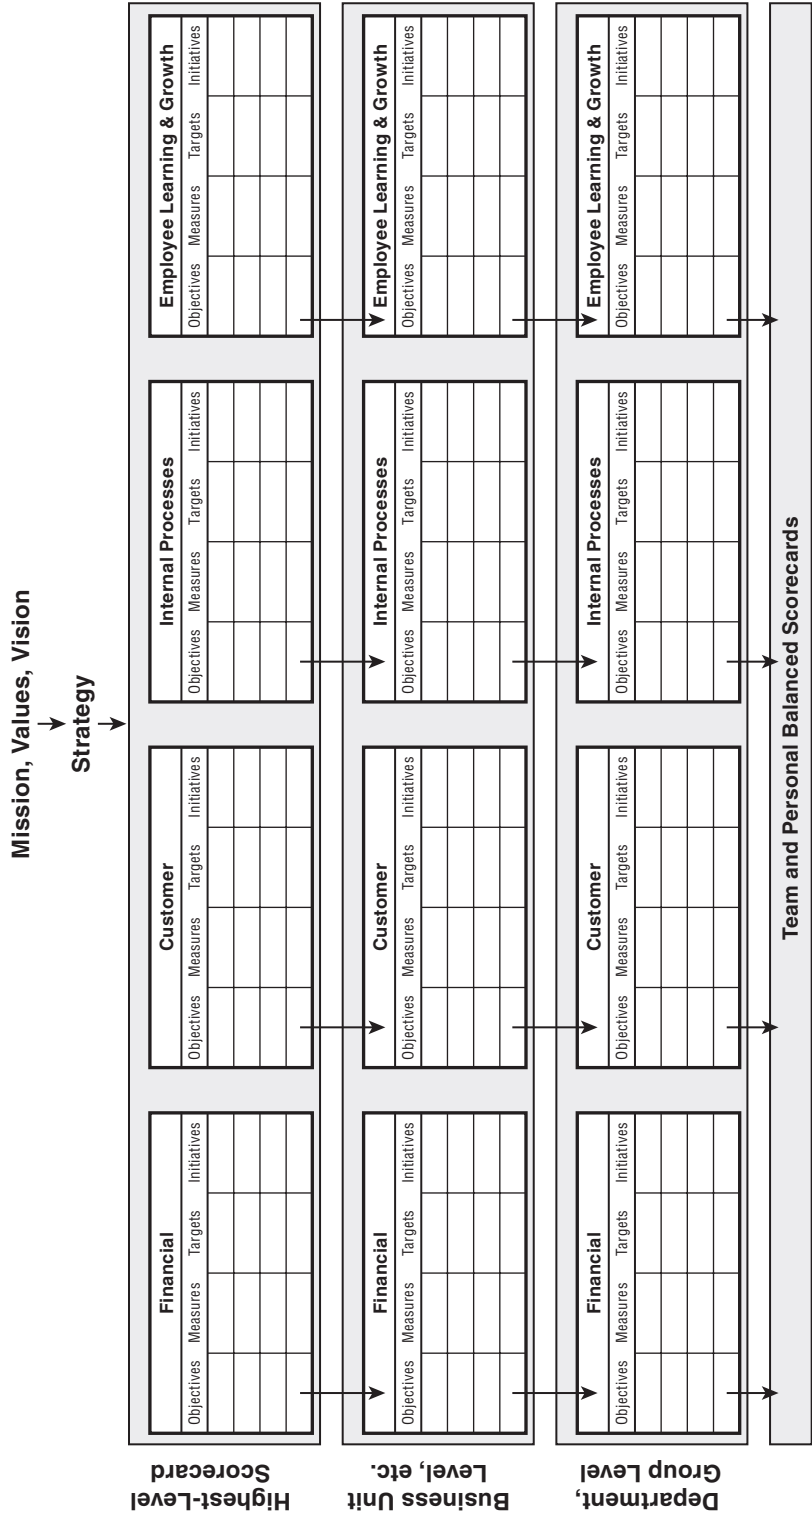 Mission, Values, Vision
Strategy
Highest-Level
Scorecard
Financial
Objectives Measures Targets Initiatives
Customer
Objectives Measures Targets Initiatives
Internal Processes
Objectives Measures Targets Initiatives
Employee Learning & Growth
Objectives Measures Targets Initiatives
Business Unit
Level, etc.
Financial
Objectives Measures Targets Initiatives
Customer
Objectives Measures Targets Initiatives
Internal Processes
Objectives Measures Targets Initiatives
Employee Learning & Growth
Objectives Measures Targets Initiatives
Department,
Group Level
Financial
Objectives Measures Targets Initiatives
Customer
Objectives Measures Targets Initiatives
Internal Processes
Objectives Measures Targets Initiatives
Employee Learning & Growth
Objectives Measures Targets Initiatives
Team and Personal Balanced Scorecards